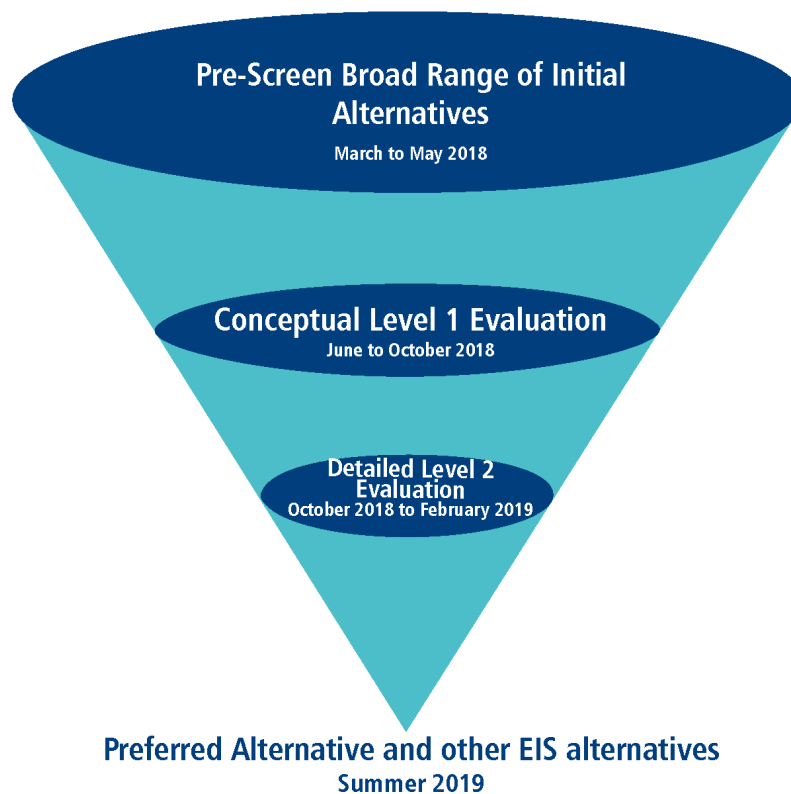 Pre-Screen Broad Range of Initial
Alternatives
March to May 2018
Conceptual Level 1 Evaluation
June to October 2018
Detailed Level 2
Evaluation
October 2018 to February 2019
Preferred Alternative and other EIS alternatives
Summer 2019